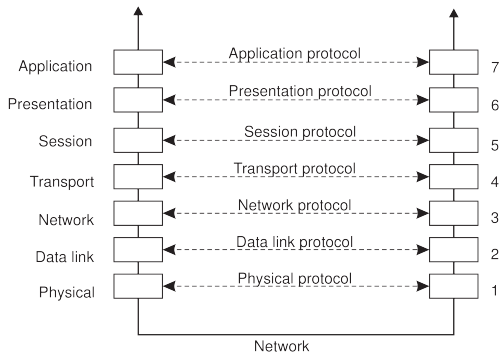 Application Application protocol 7
Presentation Presentation protocol 6
Session Session protocol 5
Transport Transport protocol 4
Network Network protocol 3
Data link Data link protocol 2
Physical Physical protocol 1
Network